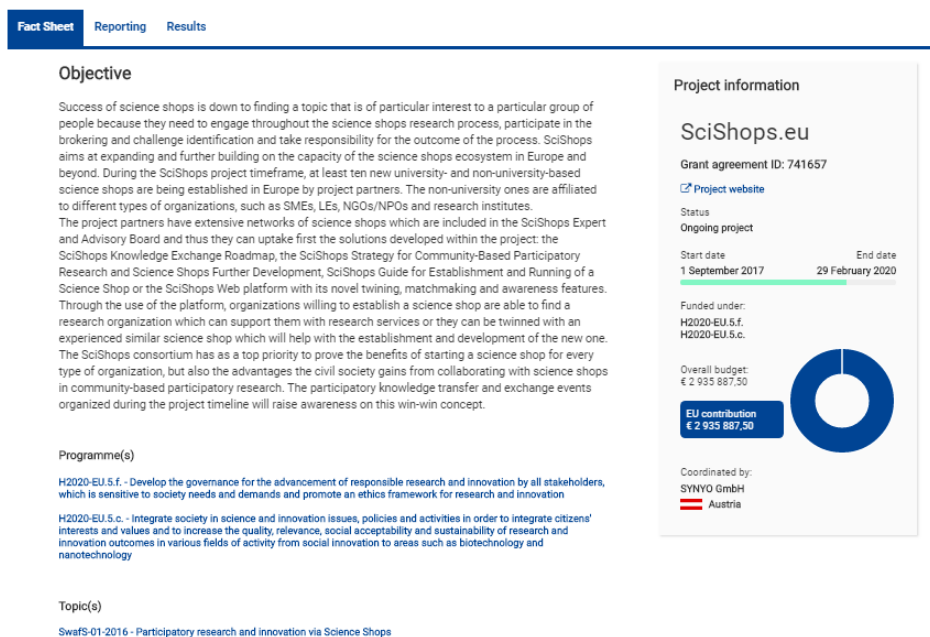 Fact Sheet Reporting Results
Objective
Success of science shops is down to finding a topic that is of particular interest to a particular group of
people because they need to engage throughout the science shops research process, participate in the
brokering and challenge identification and take responsibility for the outcome of the process. SciShops
aims at expanding and further building on the capacity of the science shops ecosystem in Europe and
beyond. During the SciShops project timeframe, at least ten new university- and non-university-based
science shops are being established in Europe by project partners. The non-university ones are affiliated
to different types of organizations, such as SMEs, LEs, NGOs/NPOs and research institutes.
The project partners have extensive networks of science shops which are included in the SciShops Expert
and Advisory Board and thus they can uptake first the solutions developed within the project: the
SciShops Knowledge Exchange Roadmap, the SciShops Strategy for Community-Based Participatory
Research and Science Shops Further Development, SciShops Guide for Establishment and Running of a
Science Shop or the SciShops Web platform with its novel twining, matchmaking and awareness features.
Through the use of the platform, organizations willing to establish a science shop are able to find a
research organization which can support them with research services or they can be twinned with an
experienced similar science shop which will help with the establishment and development of the new one.
The SciShops consortium has as a top priority to prove the benefits of starting a science shop for every
type of organization, but also the advantages the civil society gains from collaborating with science shops
in community-based participatory research. The participatory knowledge transfer and exchange events
organized during the project timeline will raise awareness on this win-win concept.
Programme(s)
H2020-EU.5.f. - Develop the governance for the advancement of responsible research and innovation by all stakeholders,
which is sensitive to society needs and demands and promote an ethics framework for research and innovation
H2020-EU.5.c. - Integrate society in science and innovation issues, policies and activities in order to integrate citizens'
interests and values and to increase the quality, relevance, social acceptability and sustainability of research and
innovation outcomes in various fields of activity from social innovation to areas such as biotechnology and
nanotechnology
Topic(s)
SwafS-01-2016 - Participatory research and innovation via Science Shops
Project information
SciShops.eu
Grant agreement ID: 741657
Project website
Status
Ongoing project
Start date End date
1 September 2017 29 February 2020
Funded under:
H2020-EU.5.f.
H2020-EU.5.c.
Overall budget:
€ 2 935 887,50
EU contribution
€ 2 935 887,50
Coordinated by:
SYNYO GmbH
Austria